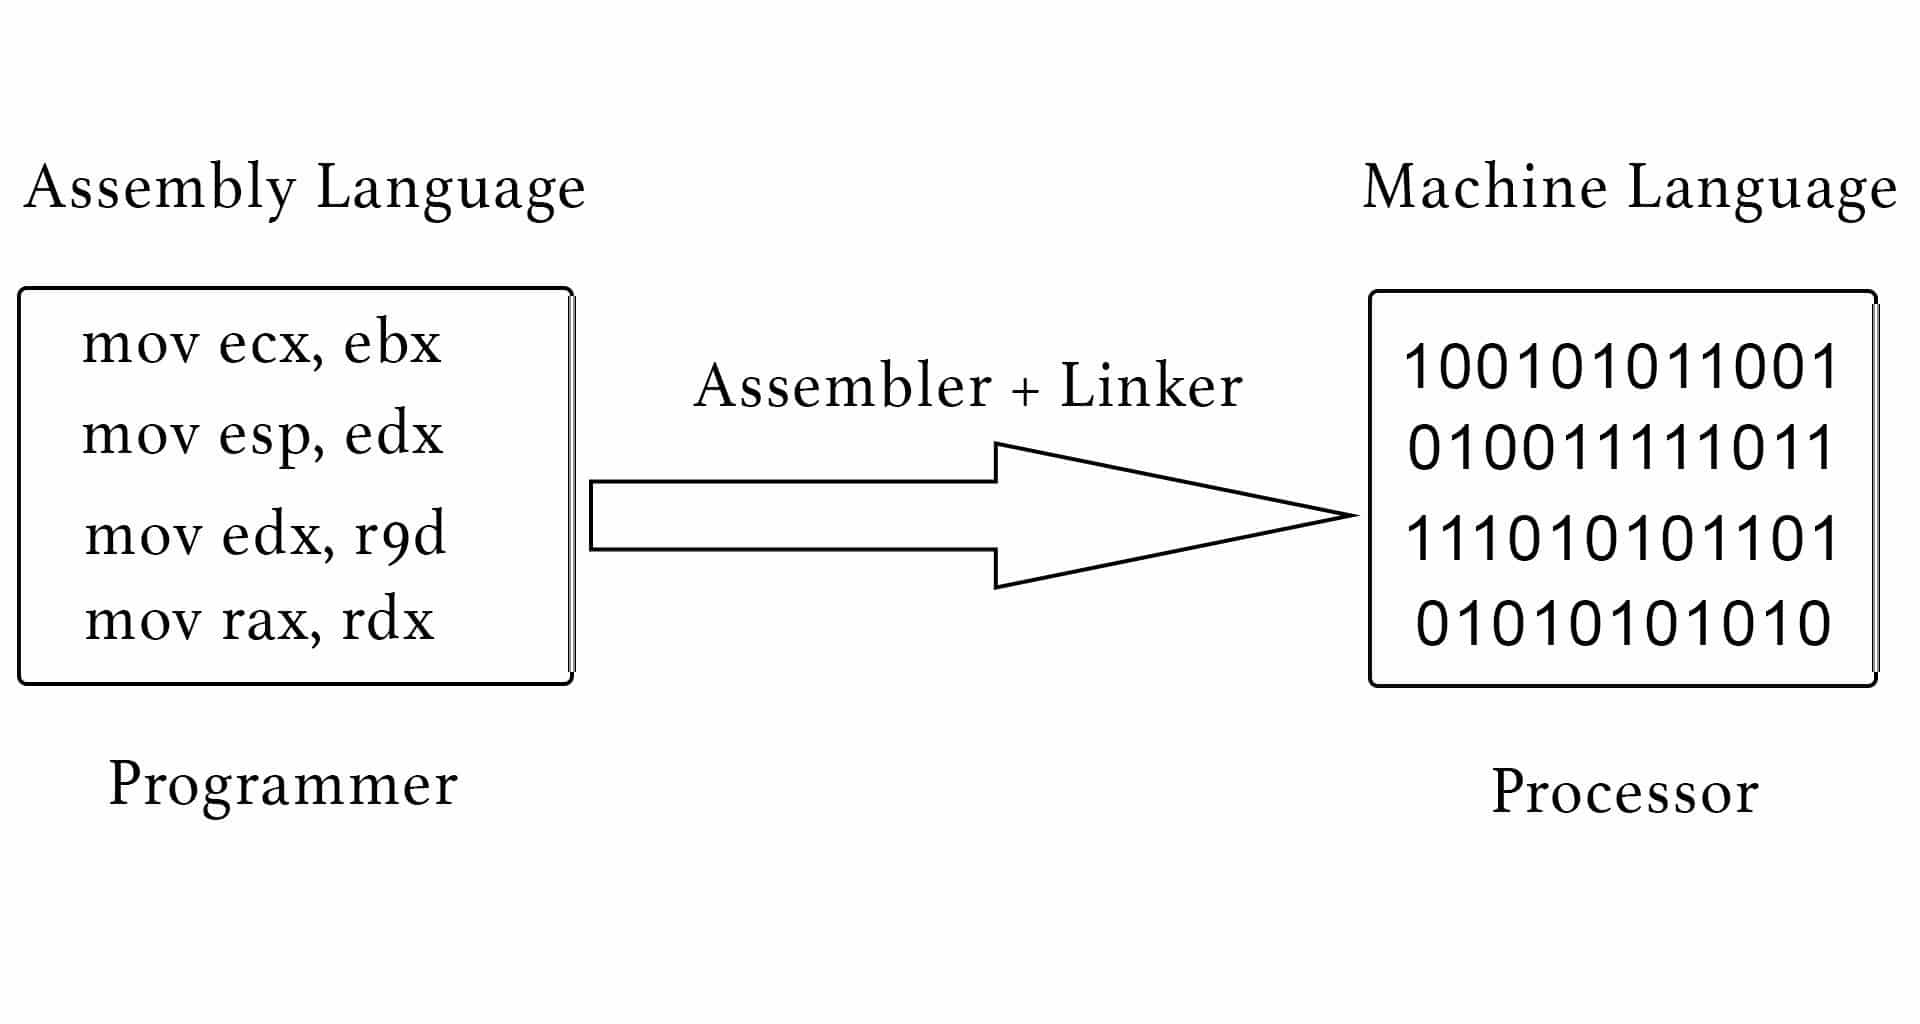 Assembly Language
mov ecx, ebx
mov esp, edx
mov edx, r9d
mov rax, rdx
Programmer
Assembler + Linker
Machine Language
100101011001
010011111011
111010101101
01010101010
Processor